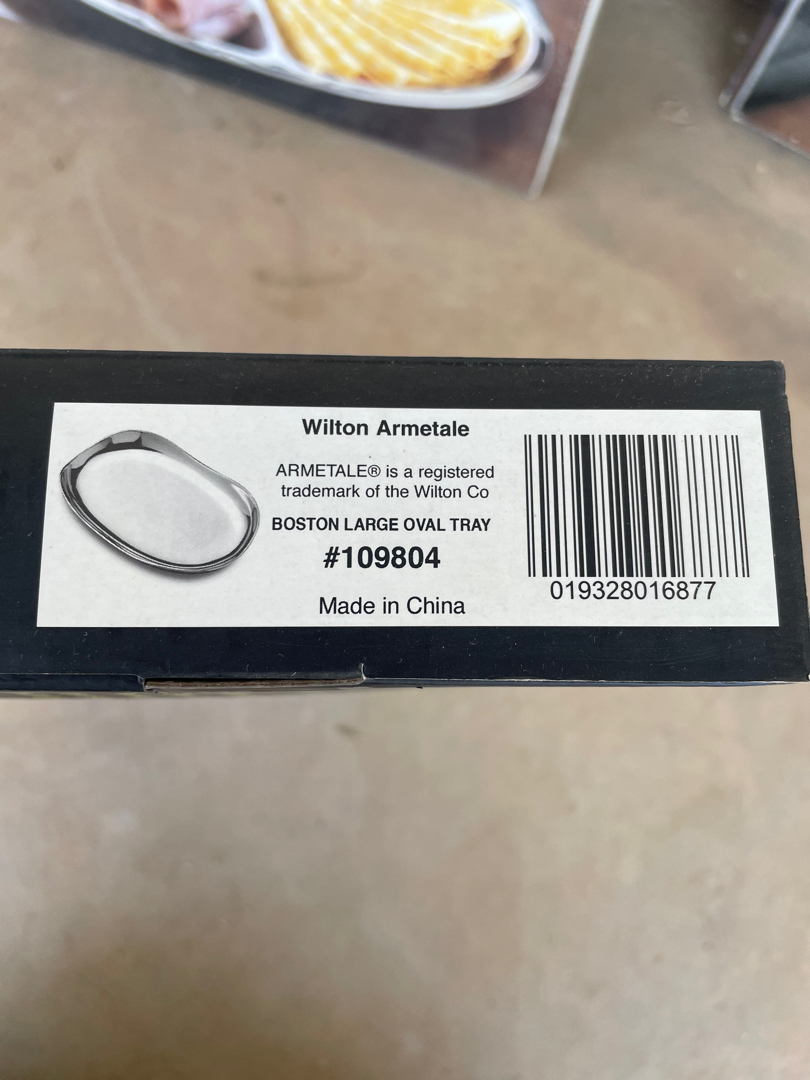 Wilton Armetale
ARMETALE® is a registered
trademark of the Wilton Co
BOSTON LARGE OVAL TRAY
#109804
Made in China
019328016877